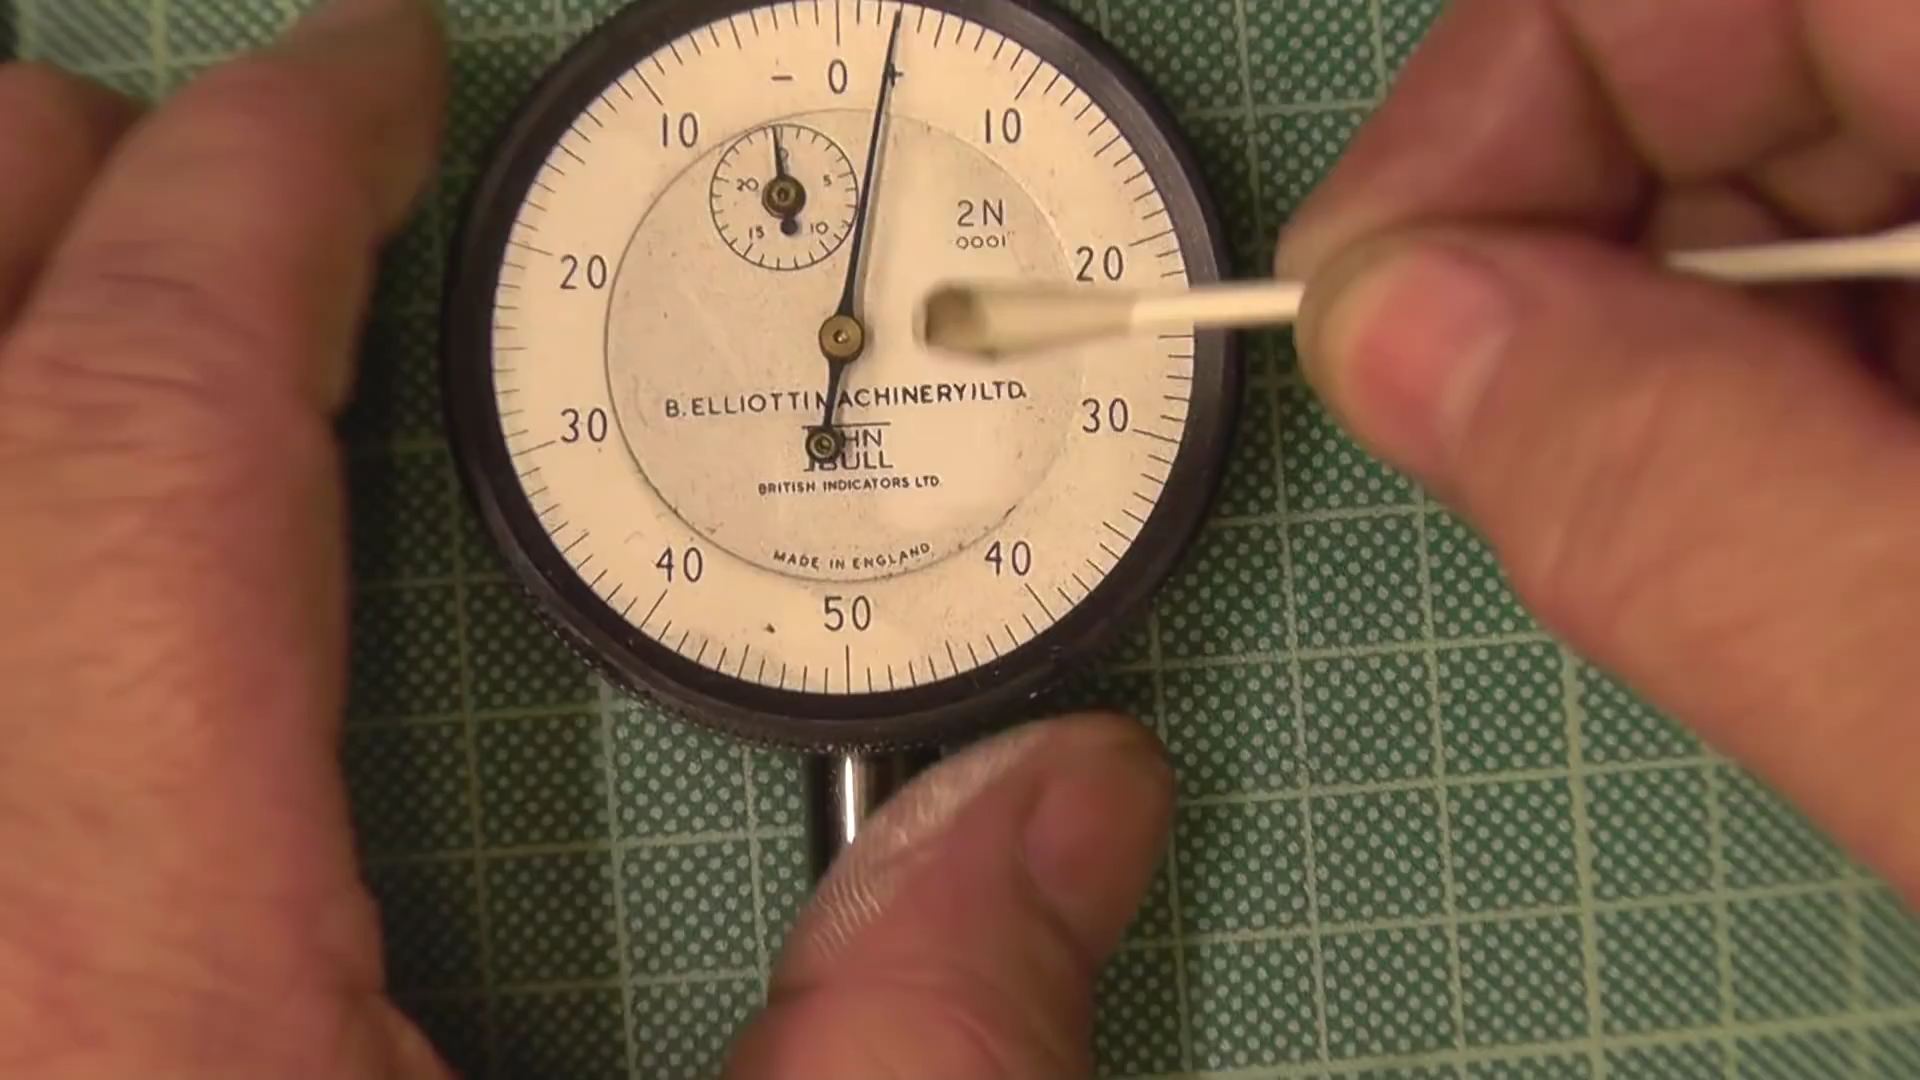 - 0 +
10 10
0
20 5
15 10
2N
.0001"
20 20
B. ELLIOTT (MACHINERY) LTD.
30 30
JOHN
BULL
BRITISH INDICATORS LTD.
MADE IN ENGLAND
40 40
50